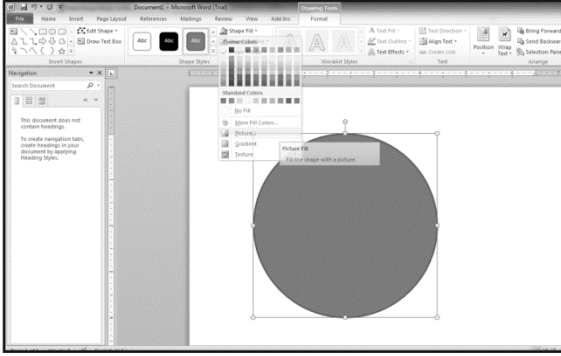 Document1 - Microsoft Word (Trial)
Drawing Tools
File Home Insert Page Layout References Mailings Review View Add-Ins Format
Edit Shape
Draw Text Box
Insert Shapes
Abc Abc Abc
Shape Styles
Shape Fill
Theme Colors
Standard Colors
No Fill
More Fill Colors...
Picture...
Gradient
Texture
Picture Fill
Fill the shape with a picture.
A A A
WordArt Styles
Text Fill
Text Outline
Text Effects
Text Direction
Align Text
Create Link
Text
Position
Wrap Text
Bring Forward
Send Backward
Selection Pane
Arrange
Navigation
Search Document
This document does not
contain headings.
To create navigation tabs,
create headings in your
document by applying
Heading Styles.